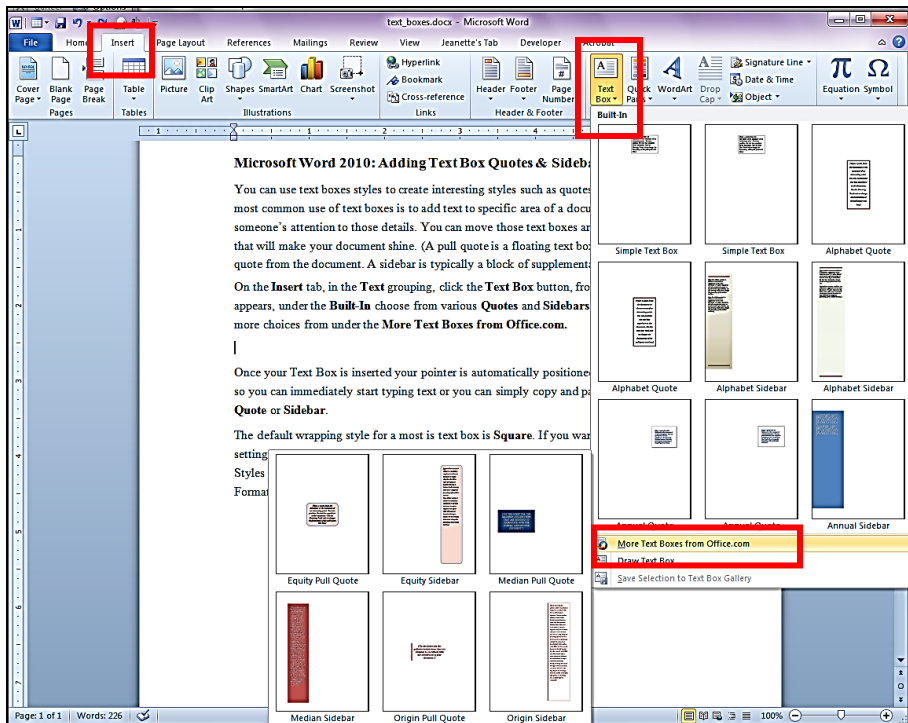 text_boxes.docx - Microsoft Word
File Home Insert Page Layout References Mailings Review View Jeanette's Tab Developer Acrobat
Cover Page Blank Page Page Break Table Picture Clip Art Shapes SmartArt Chart Screenshot Hyperlink Bookmark Cross-reference Header Footer Page Number Text Box Quick Parts WordArt Drop Cap Signature Line Date & Time Object Equation Symbol
Pages Tables Illustrations Links Header & Footer
Built-In
Microsoft Word 2010: Adding Text Box Quotes & Sideba
You can use text boxes styles to create interesting styles such as quotes
most common use of text boxes is to add text to specific area of a docu
someone's attention to those details. You can move those text boxes ar
that will make your document shine. (A pull quote is a floating text bo
quote from the document. A sidebar is typically a block of supplementa
On the Insert tab, in the Text grouping, click the Text Box button, fro
appears, under the Built-In choose from various Quotes and Sidebars
more choices from under the More Text Boxes from Office.com.
Once your Text Box is inserted your pointer is automatically positione
so you can immediately start typing text or you can simply copy and pa
Quote or Sidebar.
The default wrapping style for a most is text box is Square. If you war
setting
Styles
Format
Simple Text Box Simple Text Box Alphabet Quote
Alphabet Quote Alphabet Sidebar Alphabet Sidebar
Annual Quote Annual Quote Annual Sidebar
More Text Boxes from Office.com
Draw Text Box
Save Selection to Text Box Gallery
Equity Pull Quote Equity Sidebar Median Pull Quote
Median Sidebar Origin Pull Quote Origin Sidebar
Page: 1 of 1 Words: 226 100%